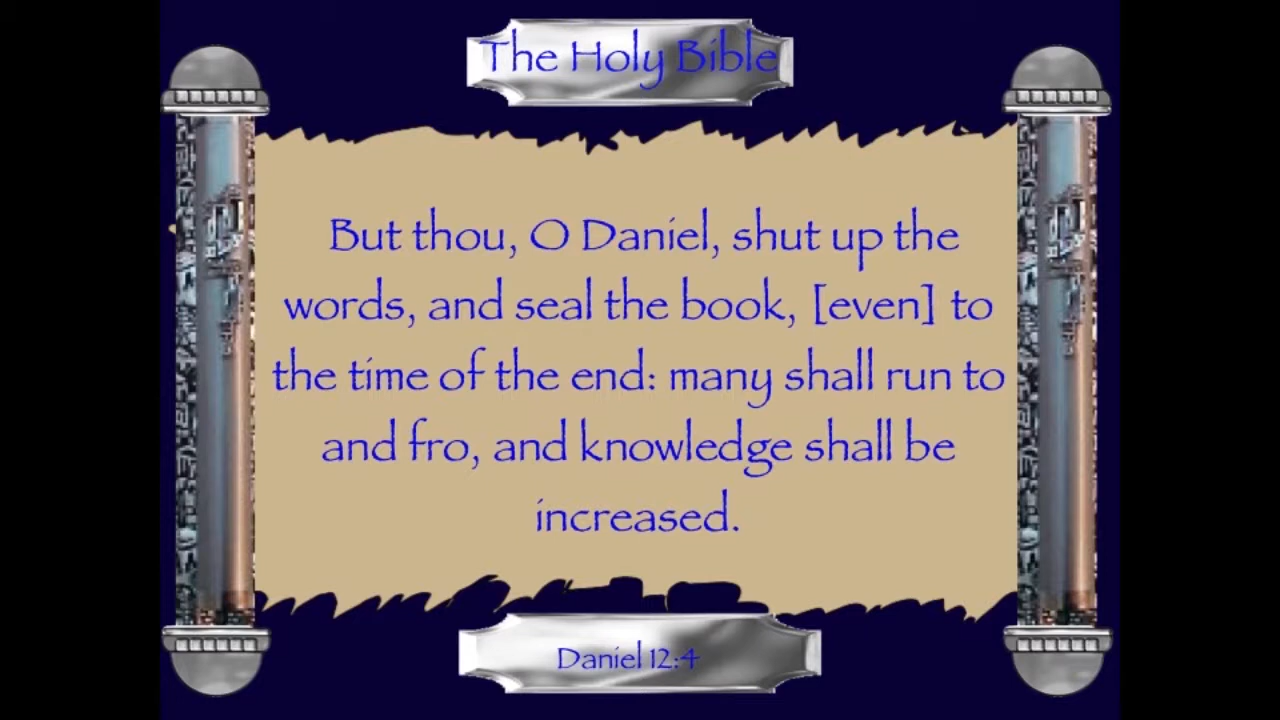 The Holy Bible
But thou, O Daniel, shut up the
words, and seal the book, [even] to
the time of the end: many shall run to
and fro, and knowledge shall be
increased.
Daniel 12:4